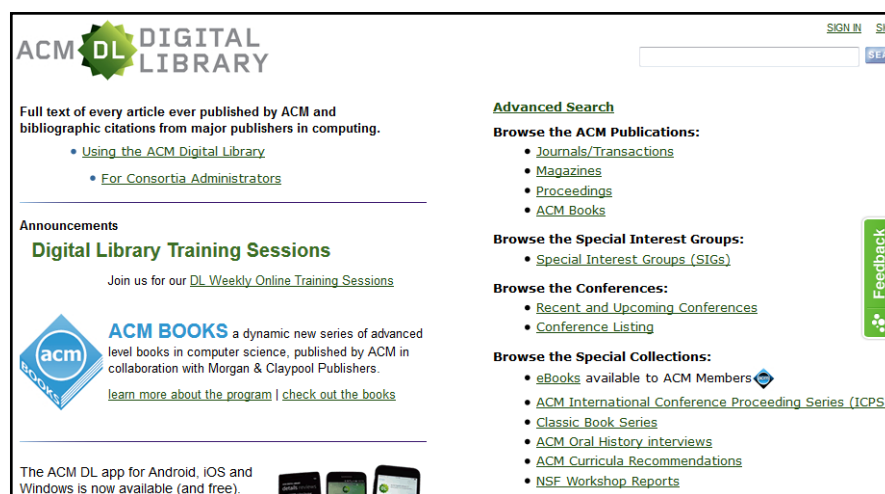 ACM DL DIGITAL
LIBRARY
SIGN IN
Full text of every article ever published by ACM and
bibliographic citations from major publishers in computing.
Using the ACM Digital Library
For Consortia Administrators
Announcements
Digital Library Training Sessions
Join us for our DL Weekly Online Training Sessions
acm
BOOKS
ACM BOOKS a dynamic new series of advanced
level books in computer science, published by ACM in
collaboration with Morgan & Claypool Publishers.
learn more about the program | check out the books
The ACM DL app for Android, iOS and
Windows is now available (and free).
Advanced Search
Browse the ACM Publications:
Journals/Transactions
Magazines
Proceedings
ACM Books
Browse the Special Interest Groups:
Special Interest Groups (SIGs)
Browse the Conferences:
Recent and Upcoming Conferences
Conference Listing
Browse the Special Collections:
eBooks available to ACM Members
ACM International Conference Proceeding Series (ICPS
Classic Book Series
ACM Oral History interviews
ACM Curricula Recommendations
NSF Workshop Reports
Feedback